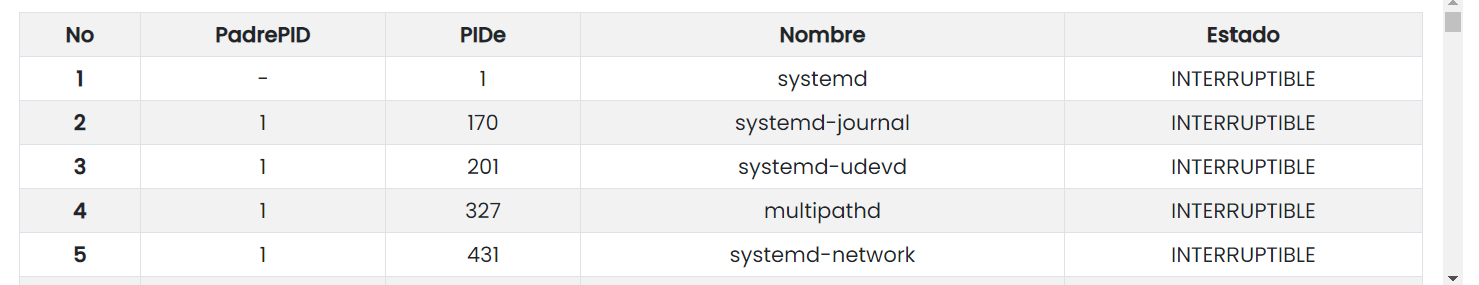 No PadrePID PIDe Nombre Estado
1 - 1 systemd INTERRUPTIBLE
2 1 170 systemd-journal INTERRUPTIBLE
3 1 201 systemd-udevd INTERRUPTIBLE
4 1 327 multipathd INTERRUPTIBLE
5 1 431 systemd-network INTERRUPTIBLE